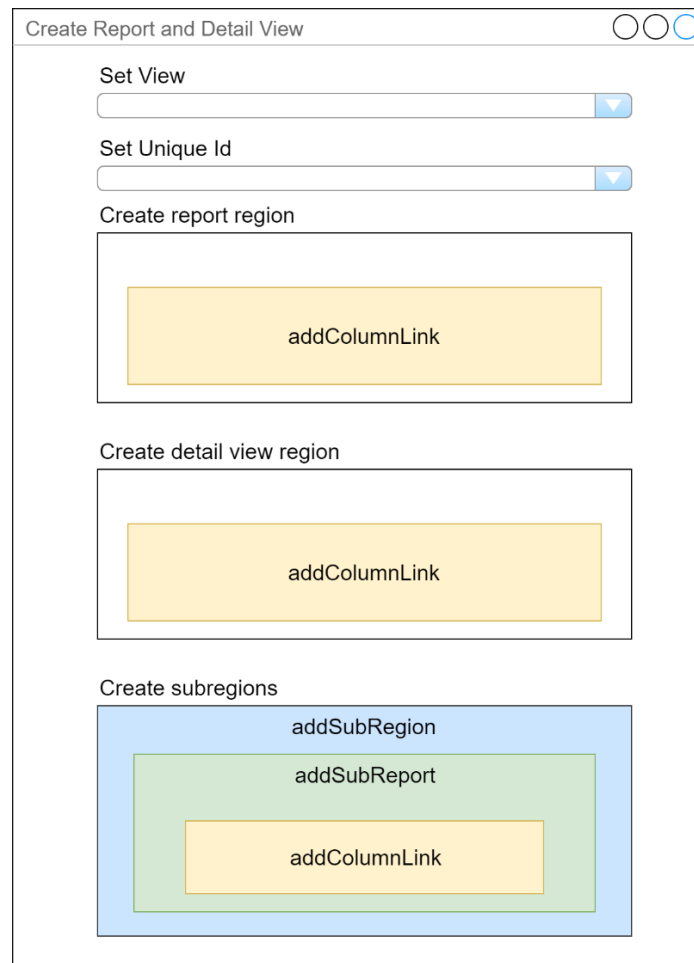 Create Report and Detail View
Set View
Set Unique Id
Create report region
addColumnLink
Create detail view region
addColumnLink
Create subregions
addSubRegion
addSubReport
addColumnLink